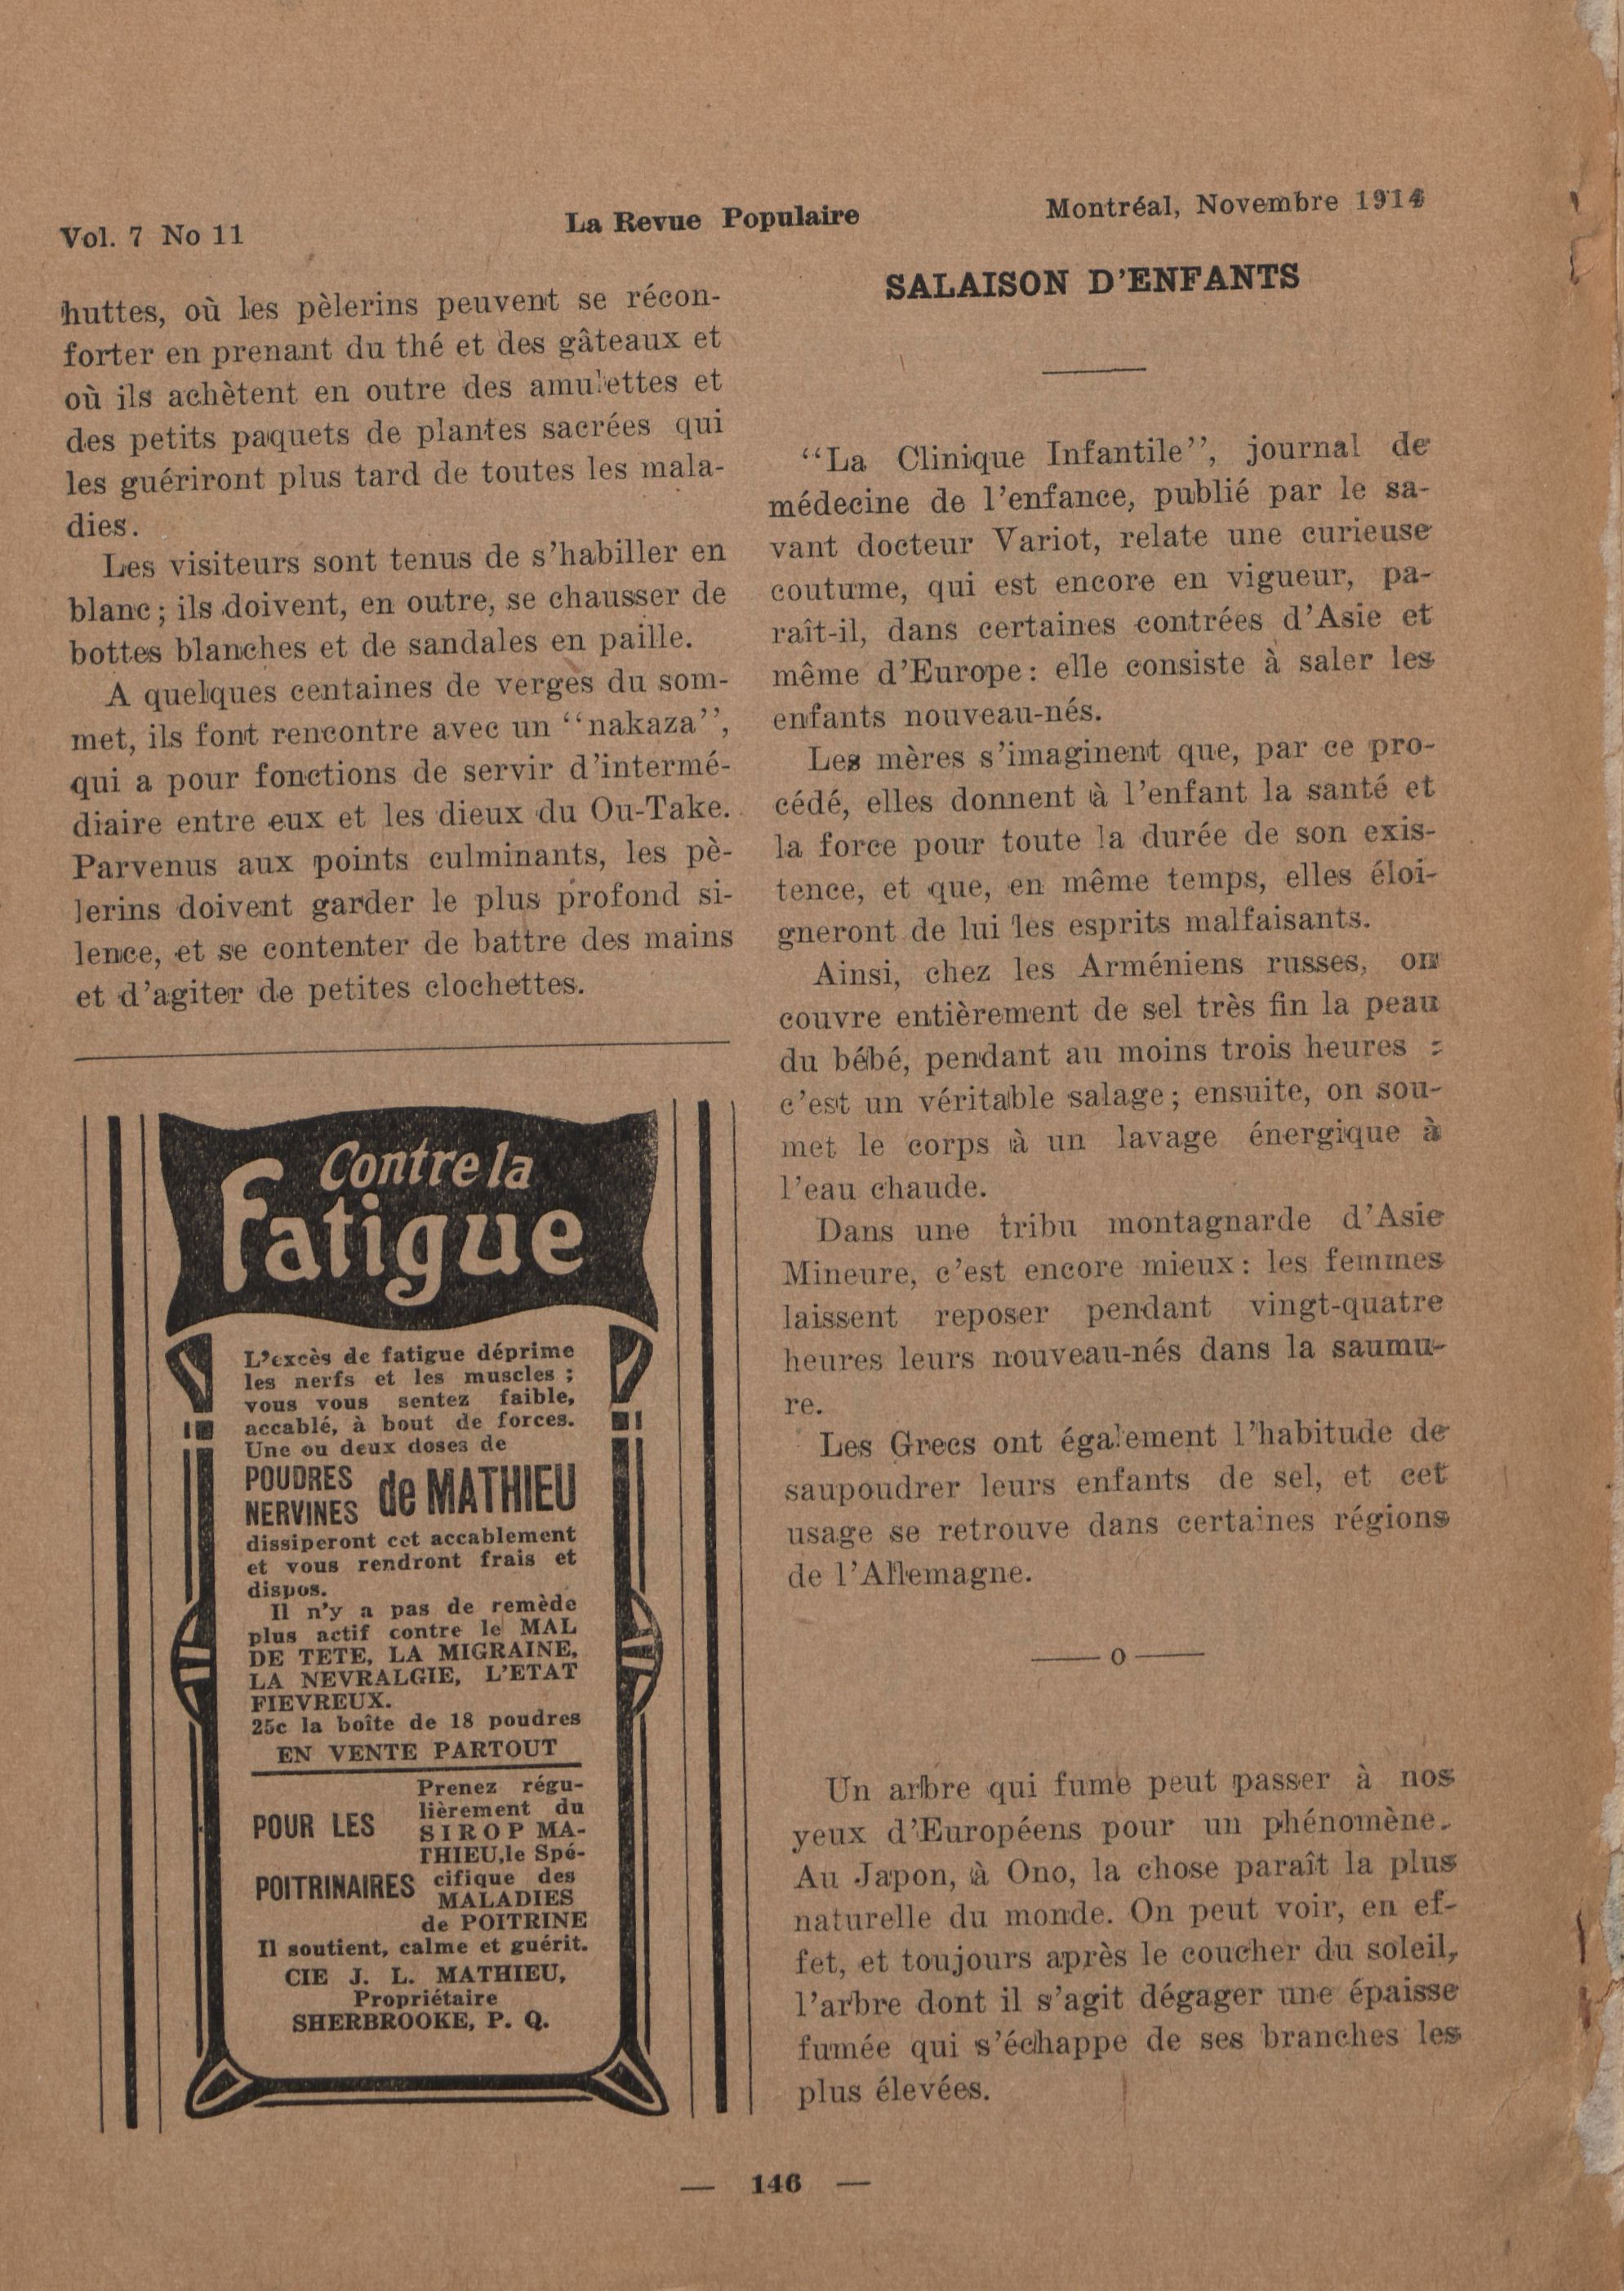 Vol. 7 No 11
La Revue Populaire
Montréal, Novembre 1914
huttes, où les pèlerins peuvent se récon-
forter en prenant du thé et des gâteaux et
où ils achètent en outre des amulettes et
des petits paquets de plantes sacrées qui
les guériront plus tard de toutes les mala-
dies.
Les visiteurs sont tenus de s'habiller en
blanc; ils doivent, en outre, se chausser de
bottes blanches et de sandales en paille.
A quelques centaines de verges du som-
met, ils font rencontre avec un "nakaza",
qui a pour fonctions de servir d'intermé-
diaire entre eux et les dieux du Ou-Take.
Parvenus aux points culminants, les pè-
lerins doivent garder le plus profond si-
lence, et se contenter de battre des mains
et d'agiter de petites clochettes.
Contre la
fatigue
L'excès de fatigue déprime
les nerfs et les muscles ;
vous vous sentez faible,
accablé, à bout de forces.
Une ou deux doses de
POUDRES
NERVINES de MATHIEU
dissiperont cet accablement
et vous rendront frais et
dispos.
Il n'y a pas de remède
plus actif contre le MAL
DE TETE, LA MIGRAINE,
LA NEVRALGIE, L'ETAT
FIEVREUX.
25c la boîte de 18 poudres
EN VENTE PARTOUT
POUR LES
POITRINAIRES
Prenez régu-
lièrement du
SIROP MA-
THIEU,le Spé-
cifique des
MALADIES
de POITRINE
Il soutient, calme et guérit.
CIE J. L. MATHIEU,
Propriétaire
SHERBROOKE, P. Q.
SALAISON D'ENFANTS
"La Clinique Infantile", journal de
médecine de l'enfance, publié par le sa-
vant docteur Variot, relate une curieuse
coutume, qui est encore en vigueur, pa-
raît-il, dans certaines contrées d'Asie et
même d'Europe: elle consiste à saler les
enfants nouveau-nés.
Les mères s'imaginent que, par ce pro-
cédé, elles donnent à l'enfant la santé et
la force pour toute la durée de son exis-
tence, et que, en même temps, elles éloi-
gneront de lui les esprits malfaisants.
Ainsi, chez les Arméniens russes, on
couvre entièrement de sel très fin la peau
du bébé, pendant au moins trois heures :
c'est un véritable salage; ensuite, on sou-
met le corps à un lavage énergique à
l'eau chaude.
Dans une tribu montagnarde d'Asie
Mineure, c'est encore mieux: les femmes
laissent reposer pendant vingt-quatre
heures leurs nouveau-nés dans la saumu-
re.
Les Grecs ont également l'habitude de
saupoudrer leurs enfants de sel, et cet
usage se retrouve dans certaines régions
de l'Allemagne.
— o —
Un arbre qui fume peut passer à nos
yeux d'Européens pour un phénomène.
Au Japon, à Ono, la chose paraît la plus
naturelle du monde. On peut voir, en ef-
fet, et toujours après le coucher du soleil,
l'arbre dont il s'agit dégager une épaisse
fumée qui s'échappe de ses branches les
plus élevées.
— 146 —